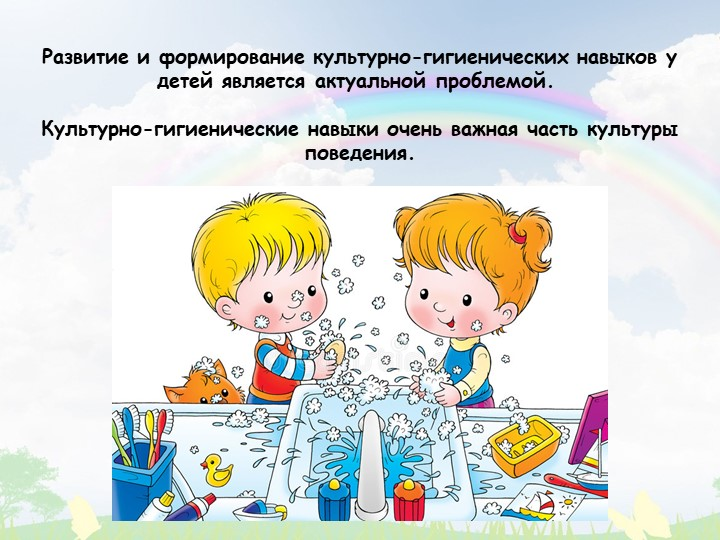 Развитие и формирование культурно-гигиенических навыков у
детей является актуальной проблемой.
Культурно-гигиенические навыки очень важная часть культуры
поведения.